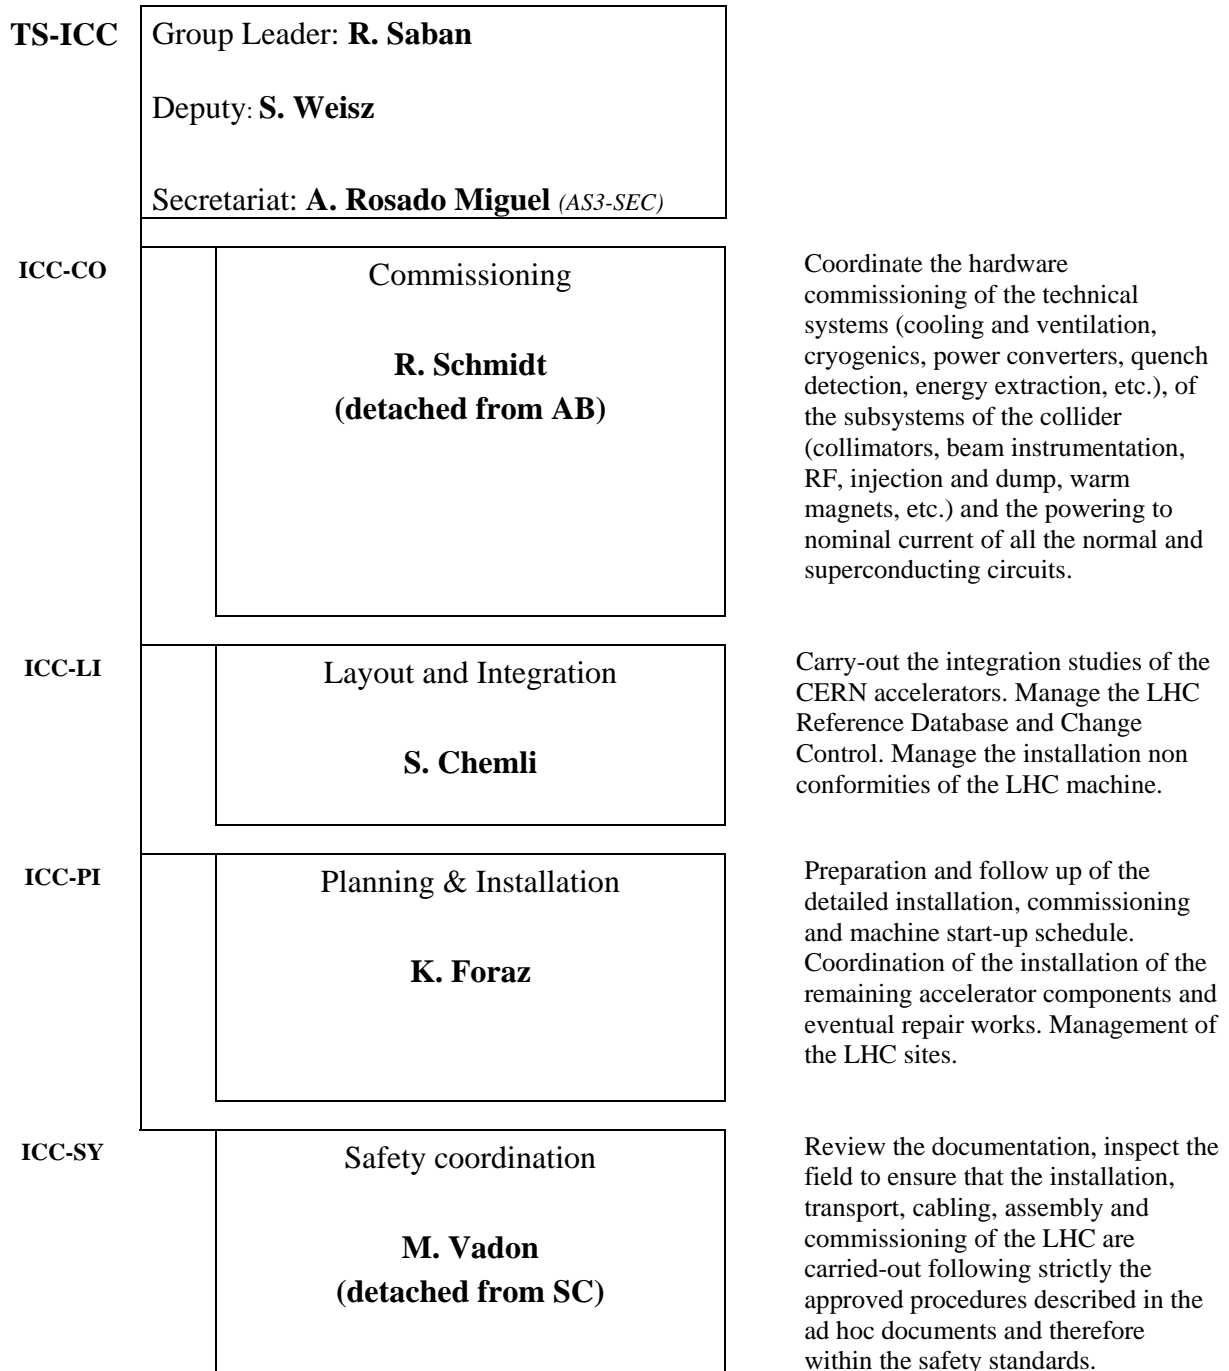 TS-ICC
Group Leader: R. Saban
Deputy: S. Weisz
Secretariat: A. Rosado Miguel (AS3-SEC)
ICC-CO
Commissioning
R. Schmidt
(detached from AB)
Coordinate the hardware
commissioning of the technical
systems (cooling and ventilation,
cryogenics, power converters, quench
detection, energy extraction, etc.), of
the subsystems of the collider
(collimators, beam instrumentation,
RF, injection and dump, warm
magnets, etc.) and the powering to
nominal current of all the normal and
superconducting circuits.
ICC-LI
Layout and Integration
S. Chemli
Carry-out the integration studies of the
CERN accelerators. Manage the LHC
Reference Database and Change
Control. Manage the installation non
conformities of the LHC machine.
ICC-PI
Planning & Installation
K. Foraz
Preparation and follow up of the
detailed installation, commissioning
and machine start-up schedule.
Coordination of the installation of the
remaining accelerator components and
eventual repair works. Management of
the LHC sites.
ICC-SY
Safety coordination
M. Vadon
(detached from SC)
Review the documentation, inspect the
field to ensure that the installation,
transport, cabling, assembly and
commissioning of the LHC are
carried-out following strictly the
approved procedures described in the
ad hoc documents and therefore
within the safety standards.